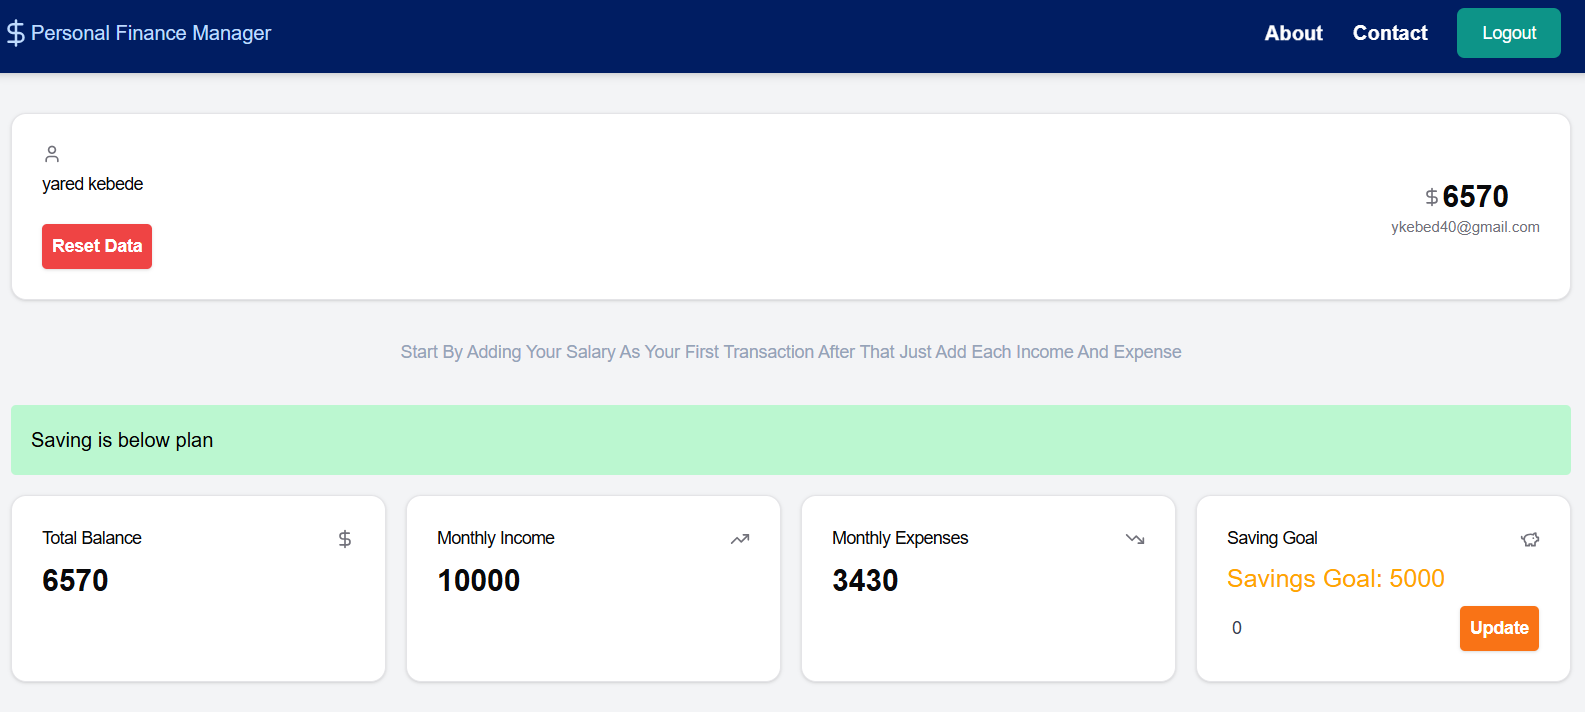 $ Personal Finance Manager
About
Contact
Logout
yared kebede
Reset Data
$ 6570
ykebed40@gmail.com
Start By Adding Your Salary As Your First Transaction After That Just Add Each Income And Expense
Saving is below plan
Total Balance
$
6570
Monthly Income
10000
Monthly Expenses
3430
Saving Goal
Savings Goal: 5000
0
Update